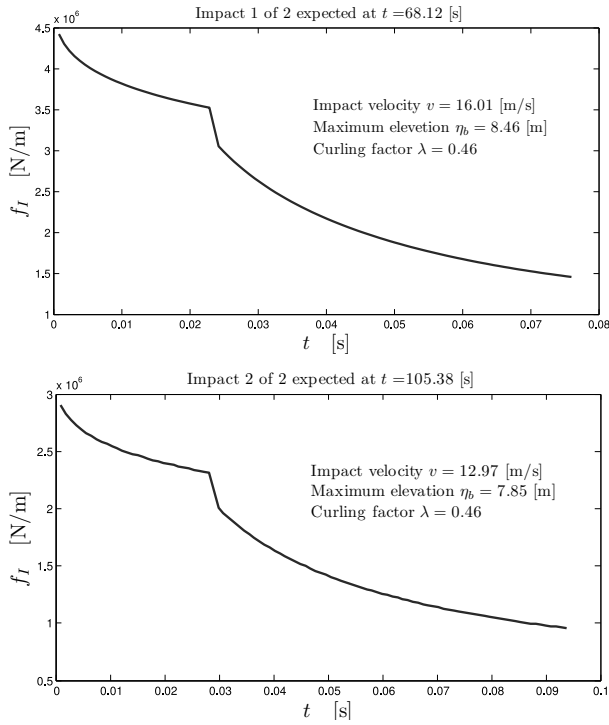 Impact 1 of 2 expected at t =68.12 [s]
× 10⁶
4.5
4
3.5
3
2.5
2
1.5
1
f_I [N/m]
Impact velocity v = 16.01 [m/s]
Maximum elevetion η_b = 8.46 [m]
Curling factor λ = 0.46
0 0.01 0.02 0.03 0.04 0.05 0.06 0.07 0.08
t [s]
Impact 2 of 2 expected at t =105.38 [s]
× 10⁶
3
2.5
2
1.5
1
0.5
f_I [N/m]
Impact velocity v = 12.97 [m/s]
Maximum elevation η_b = 7.85 [m]
Curling factor λ = 0.46
0 0.01 0.02 0.03 0.04 0.05 0.06 0.07 0.08 0.09 0.1
t [s]